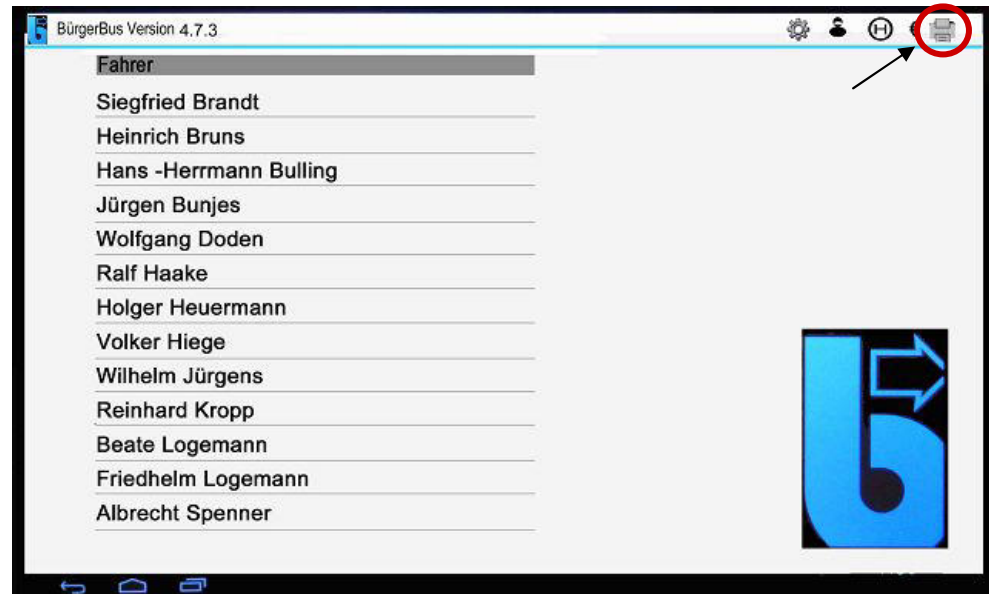 BürgerBus Version 4.7.3
H
Fahrer
Siegfried Brandt
Heinrich Bruns
Hans -Herrmann Bulling
Jürgen Bunjes
Wolfgang Doden
Ralf Haake
Holger Heuermann
Volker Hiege
Wilhelm Jürgens
Reinhard Kropp
Beate Logemann
Friedhelm Logemann
Albrecht Spenner